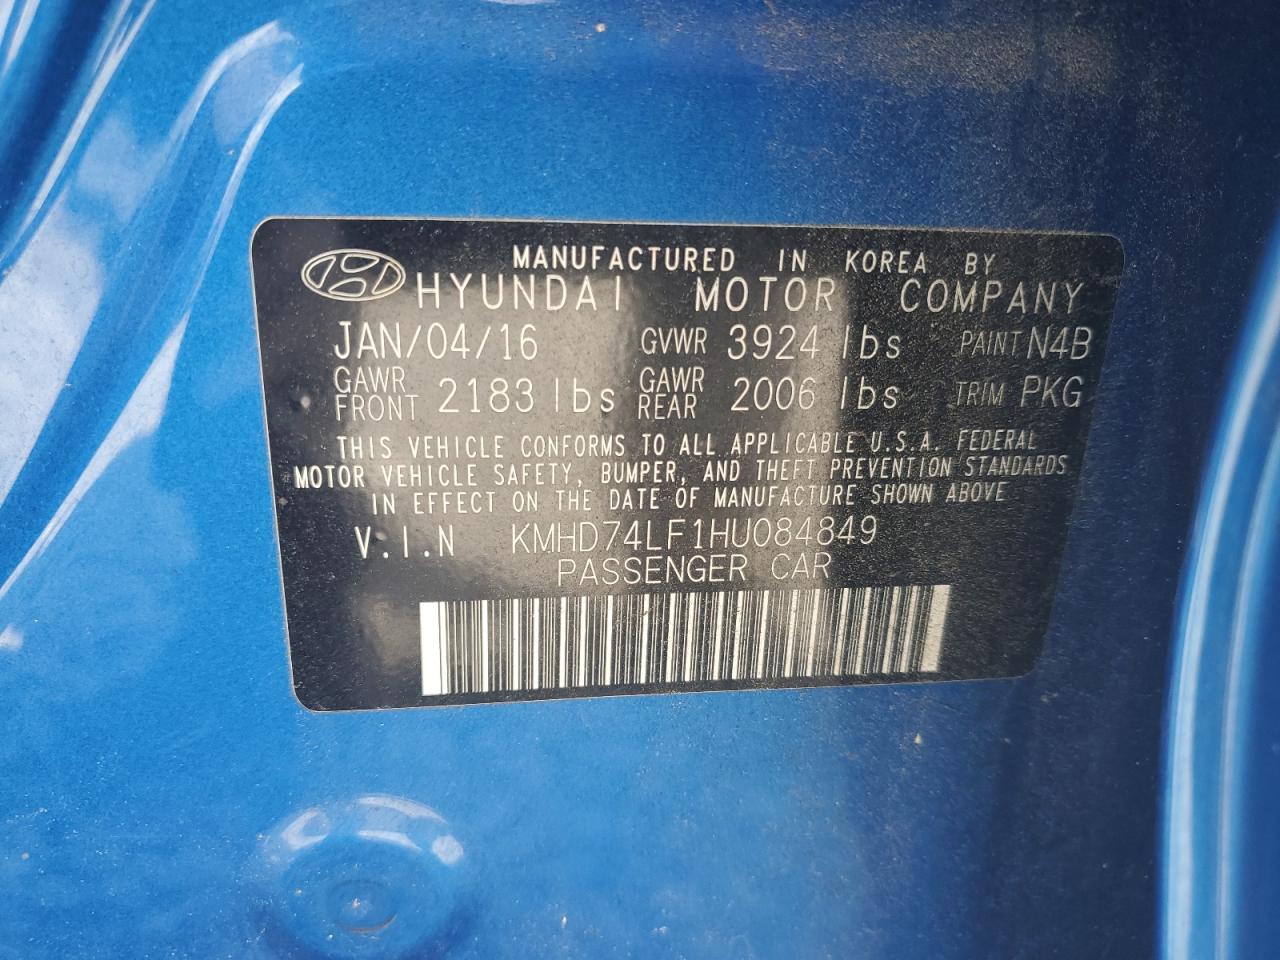 MANUFACTURED IN KOREA BY
HYUNDAI MOTOR COMPANY
JAN/04/16 GVWR 3924 lbs PAINT N4B
GAWR FRONT 2183 lbs GAWR REAR 2006 lbs TRIM PKG
THIS VEHICLE CONFORMS TO ALL APPLICABLE U.S.A. FEDERAL
MOTOR VEHICLE SAFETY, BUMPER, AND THEFT PREVENTION STANDARDS
IN EFFECT ON THE DATE OF MANUFACTURE SHOWN ABOVE
V.I.N KMHD74LF1HU084849
PASSENGER CAR